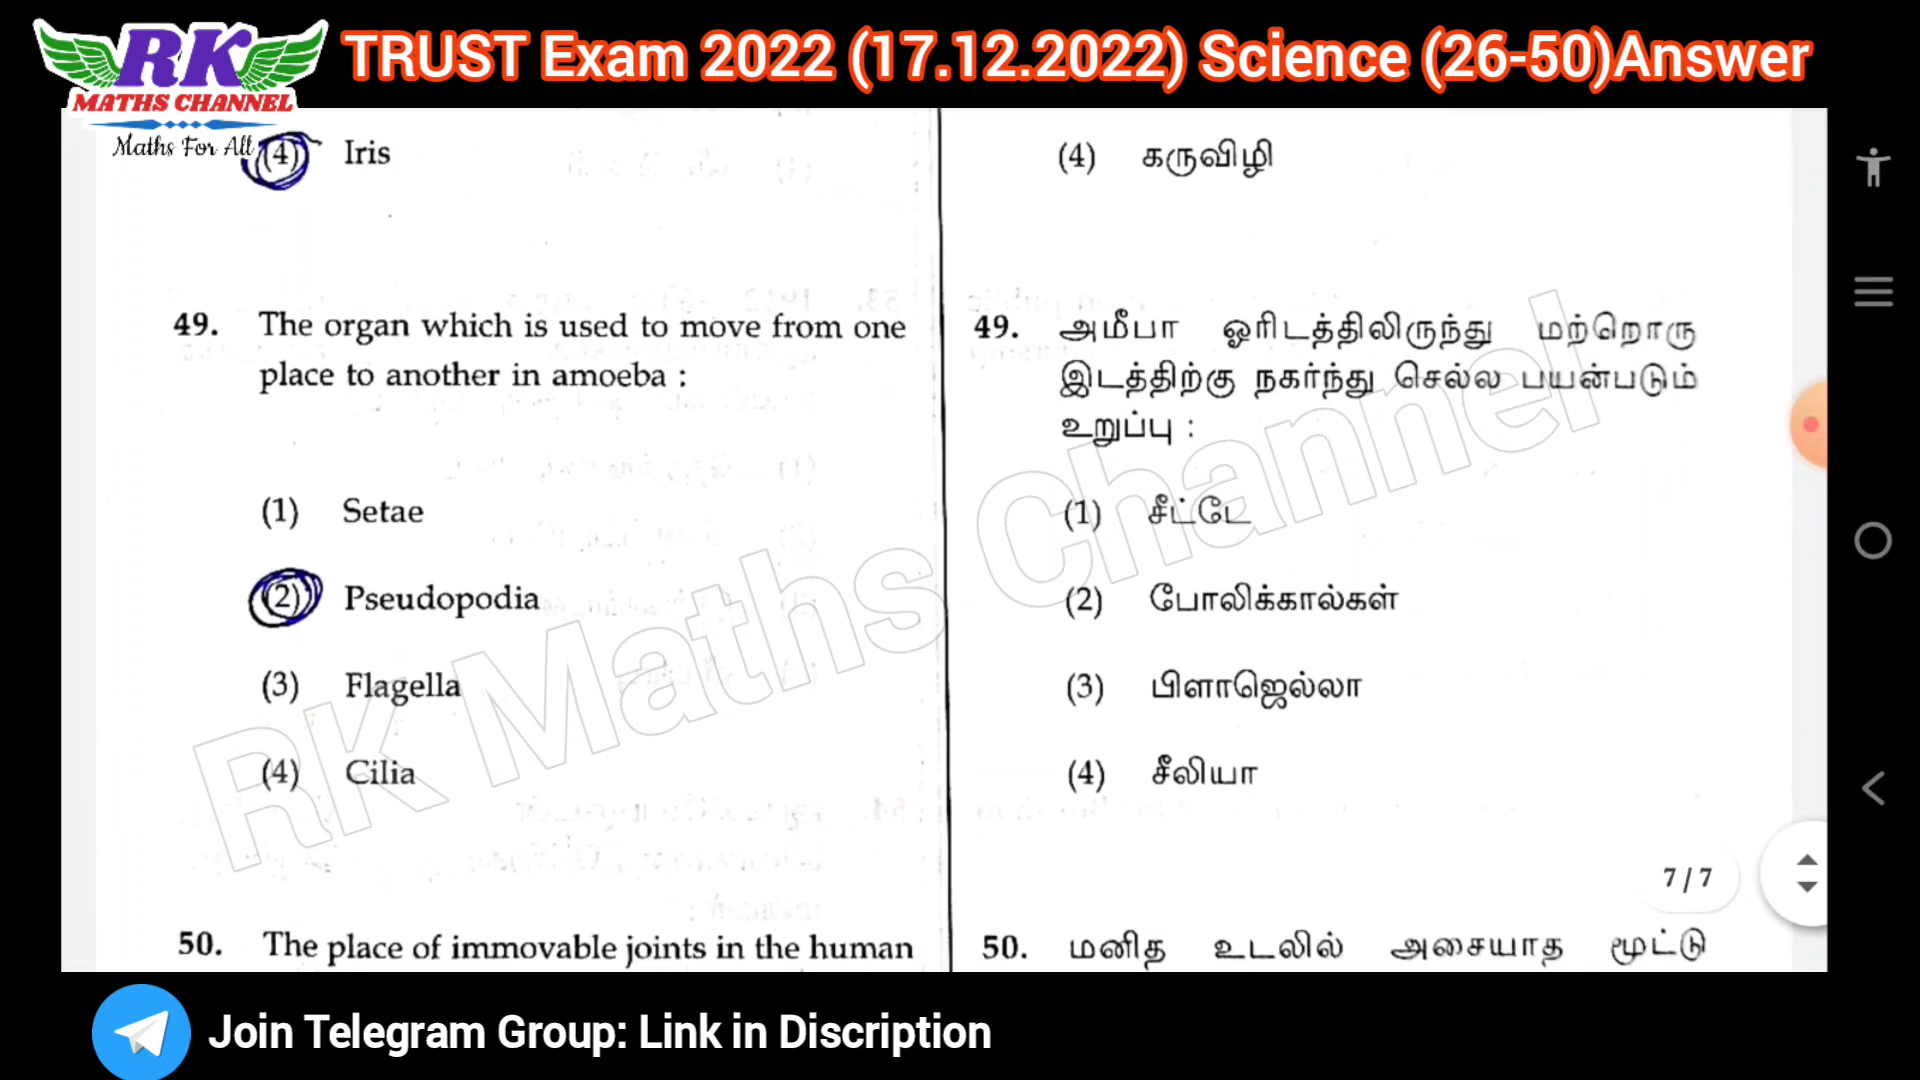 RK
MATHS CHANNEL
Maths For All
TRUST Exam 2022 (17.12.2022) Science (26-50)Answer
(4) Iris
49. The organ which is used to move from one
place to another in amoeba :
(1) Setae
(2) Pseudopodia
(3) Flagella
(4) Cilia
50. The place of immovable joints in the human
(4) கருவிழி
49. அமீபா ஓரிடத்திலிருந்து மற்றொரு
இடத்திற்கு நகர்ந்து செல்ல பயன்படும்
உறுப்பு :
(1) சீட்டே
(2) போலிக்கால்கள்
(3) பிளாஜெல்லா
(4) சீலியா
50. மனித உடலில் அசையாத மூட்டு
RK Maths Channel
7 / 7
Join Telegram Group: Link in Discription